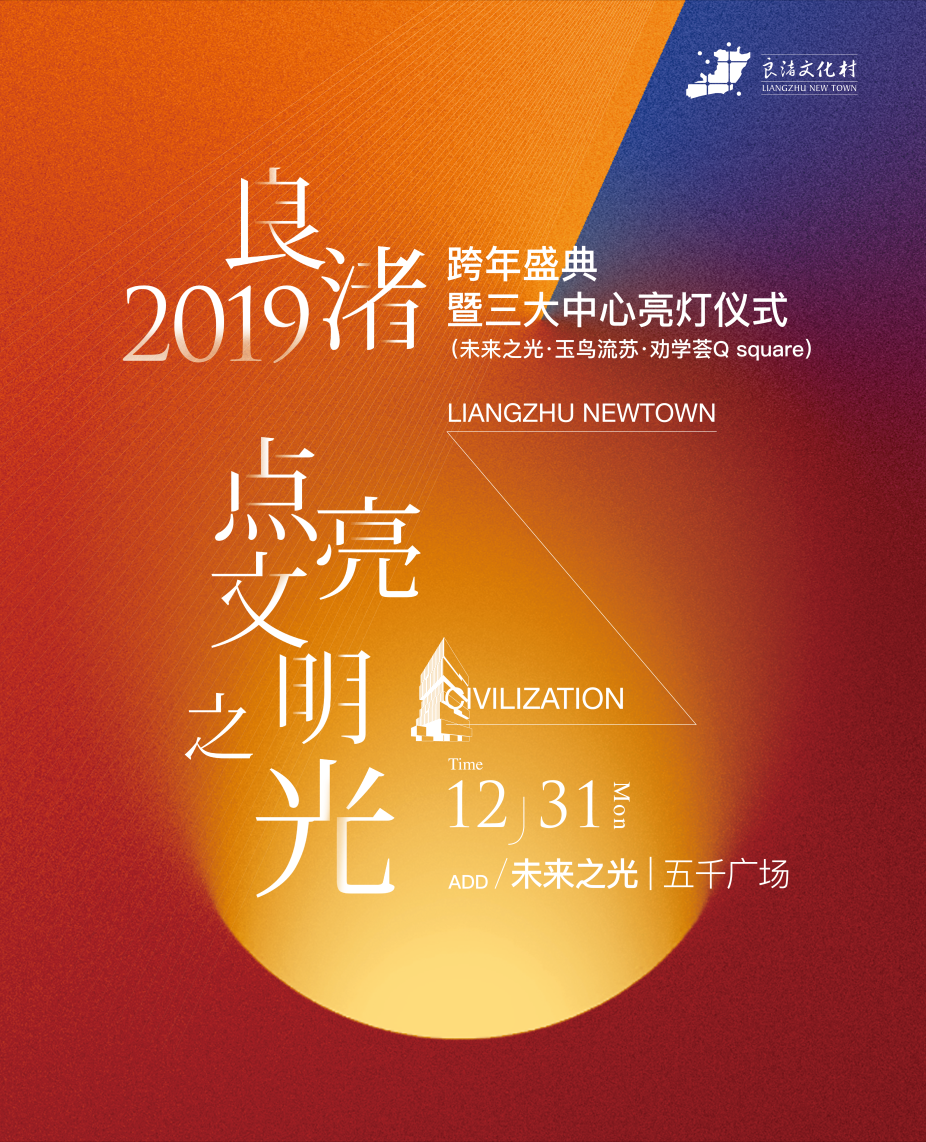 良渚文化村
LIANGZHU NEW TOWN
良渚
2019
跨年盛典
暨三大中心亮灯仪式
（未来之光·玉鸟流苏·劝学荟Q square）
LIANGZHU NEWTOWN
点亮
文明
之光
CIVILIZATION
Time
12 31 Mon
ADD / 未来之光 | 五千广场